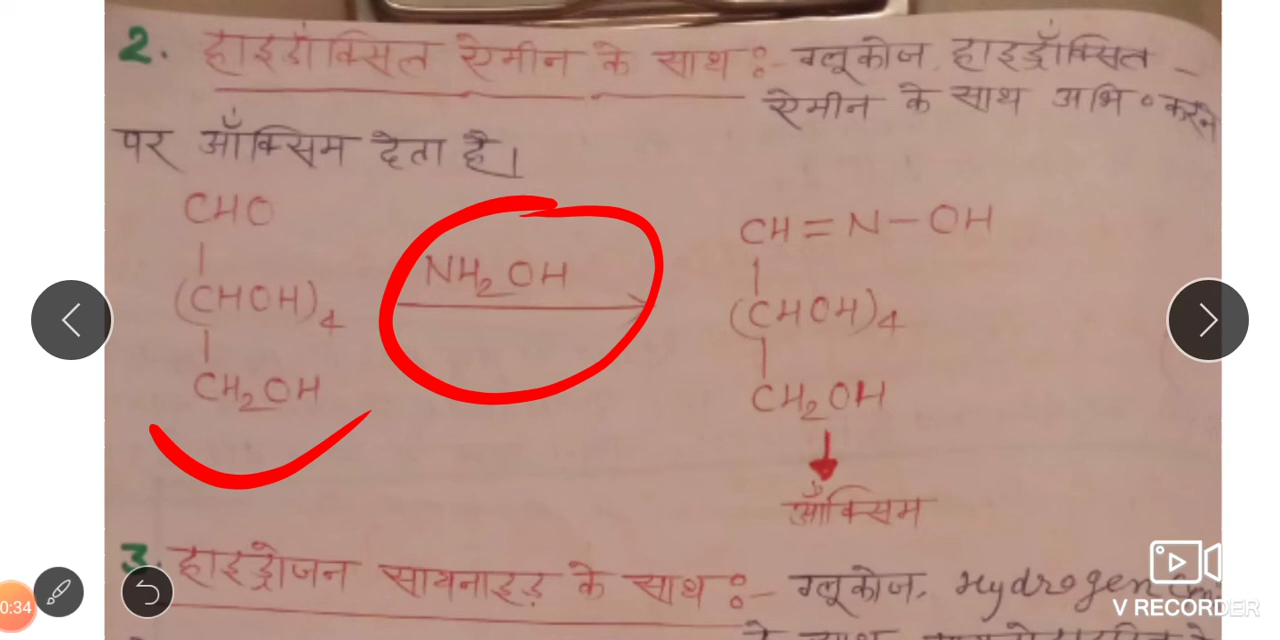 2. हाइडॉक्सिल ऐमीन के साथ :- ग्लूकोज, हाइड्रॉक्सिल -
ऐमीन के साथ अभि ० करने
पर ऑक्सिम देता है।
CHO
|
(CHOH)4
|
CH2OH
NH2OH
CH = N - OH
|
(CHOH)4
|
CH2OH
ऑक्सिम
3. हाइड्रोजन सायनाइड़ के साथ :- ग्लूकोज, Hydrogen
0:34
V RECORDER